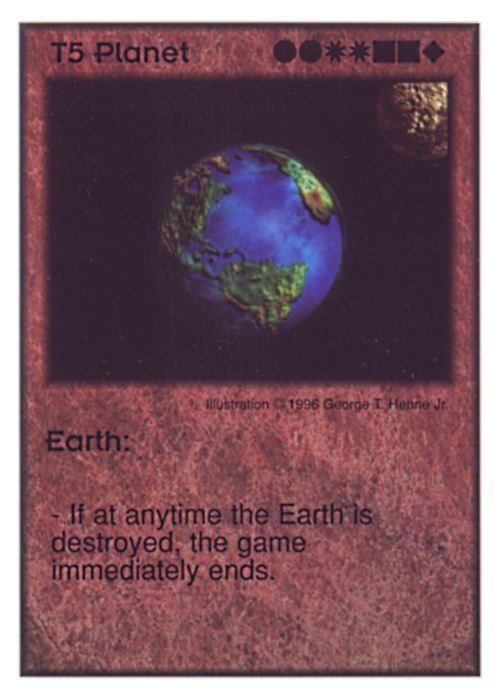 T5 Planet
Illustration © 1996 George T. Henne Jr.
Earth:
- If at anytime the Earth is
destroyed, the game
immediately ends.